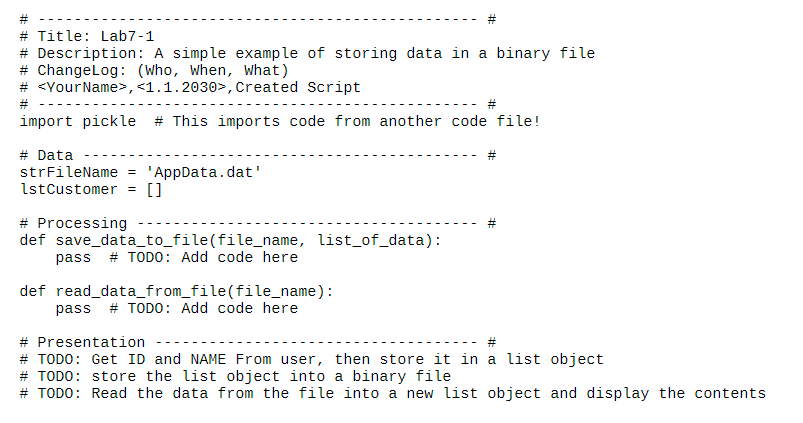 # ------------------------------------------------- #
# Title: Lab7-1
# Description: A simple example of storing data in a binary file
# ChangeLog: (Who, When, What)
# <YourName>,<1.1.2030>,Created Script
# ------------------------------------------------- #
import pickle  # This imports code from another code file!
# Data -------------------------------------------- #
strFileName = 'AppData.dat'
lstCustomer = []
# Processing -------------------------------------- #
def save_data_to_file(file_name, list_of_data):
    pass  # TODO: Add code here
def read_data_from_file(file_name):
    pass  # TODO: Add code here
# Presentation ------------------------------------ #
# TODO: Get ID and NAME From user, then store it in a list object
# TODO: store the list object into a binary file
# TODO: Read the data from the file into a new list object and display the contents